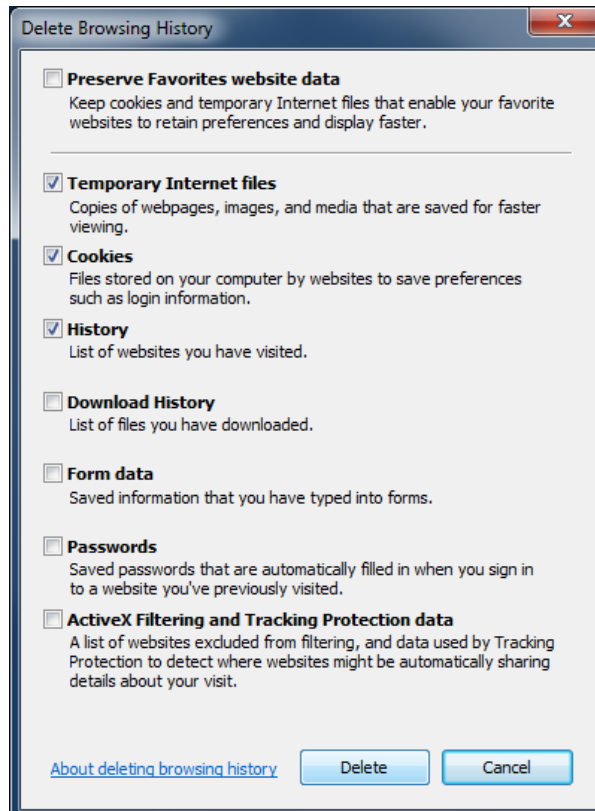 Delete Browsing History
Preserve Favorites website data
Keep cookies and temporary Internet files that enable your favorite
websites to retain preferences and display faster.
Temporary Internet files
Copies of webpages, images, and media that are saved for faster
viewing.
Cookies
Files stored on your computer by websites to save preferences
such as login information.
History
List of websites you have visited.
Download History
List of files you have downloaded.
Form data
Saved information that you have typed into forms.
Passwords
Saved passwords that are automatically filled in when you sign in
to a website you've previously visited.
ActiveX Filtering and Tracking Protection data
A list of websites excluded from filtering, and data used by Tracking
Protection to detect where websites might be automatically sharing
details about your visit.
About deleting browsing history Delete Cancel